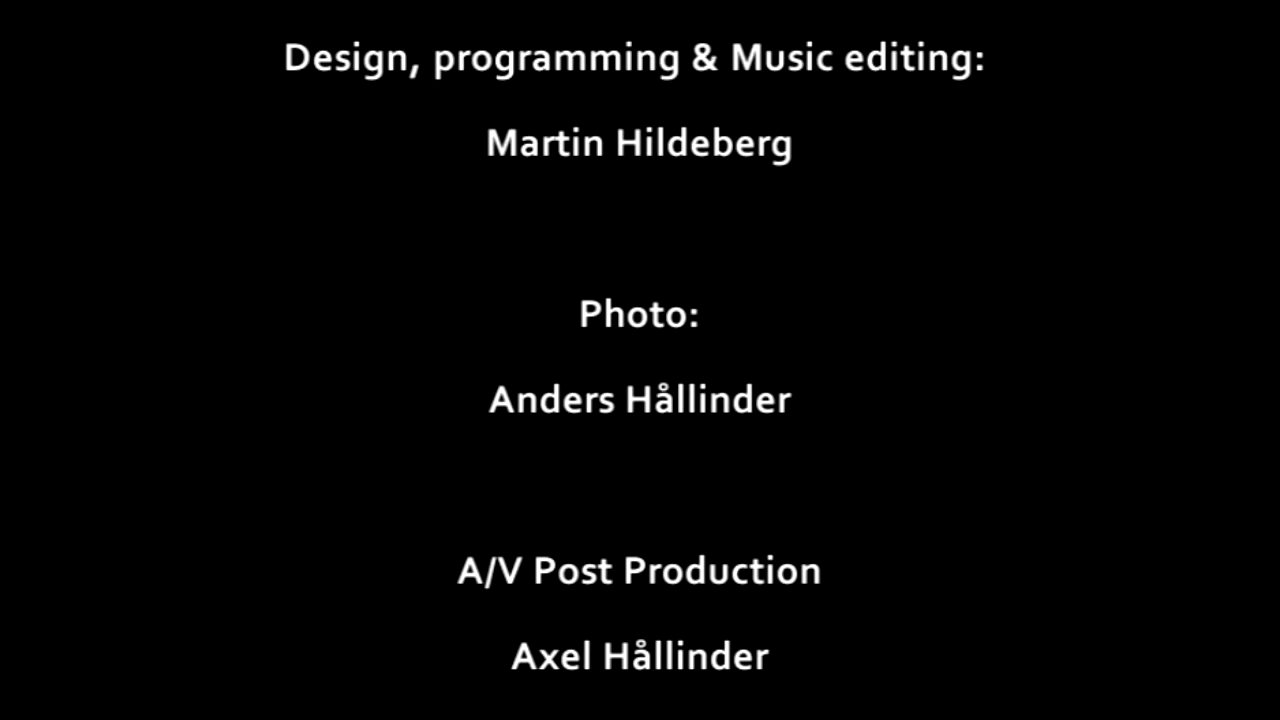 Design, programming & Music editing:
Martin Hildeberg
Photo:
Anders Hållinder
A/V Post Production
Axel Hållinder